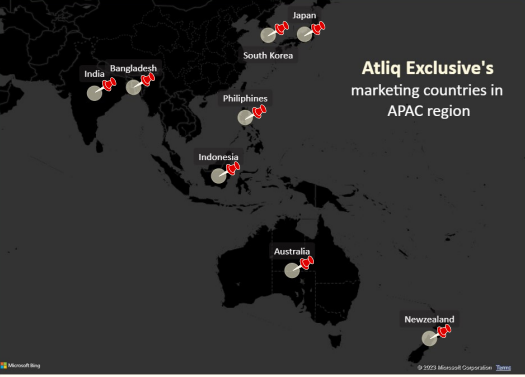 Japan
South Korea
Atliq Exclusive's
marketing countries in
APAC region
India
Bangladesh
Philiphines
Indonesia
Australia
Newzealand
Microsoft Bing
© 2023 Microsoft Corporation Terms